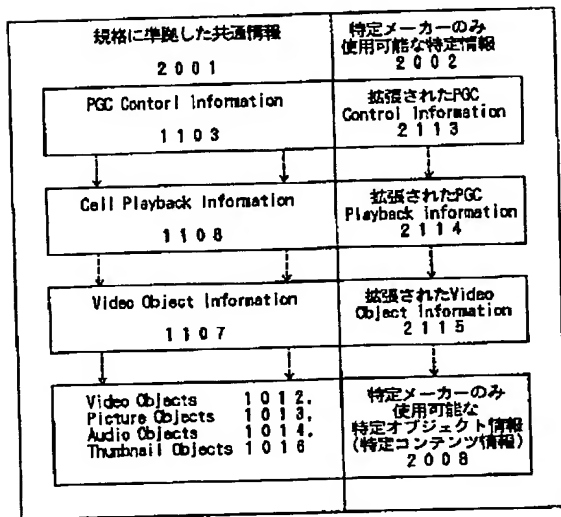 規格に準拠した共通情報
2001
特定メーカーのみ
使用可能な特定情報
2002
PGC Contorl Information
1103
拡張されたPGC
Control Information
2113
Cell Playback Information
1108
拡張されたPGC
Playback information
2114
Video Object Information
1107
拡張されたVideo
Object Information
2115
Video Objects 1012,
Picture Objects 1013,
Audio Objects 1014,
Thumbnail Objects 1016
特定メーカーのみ
使用可能な
特定オブジェクト情報
(特定コンテンツ情報)
2008